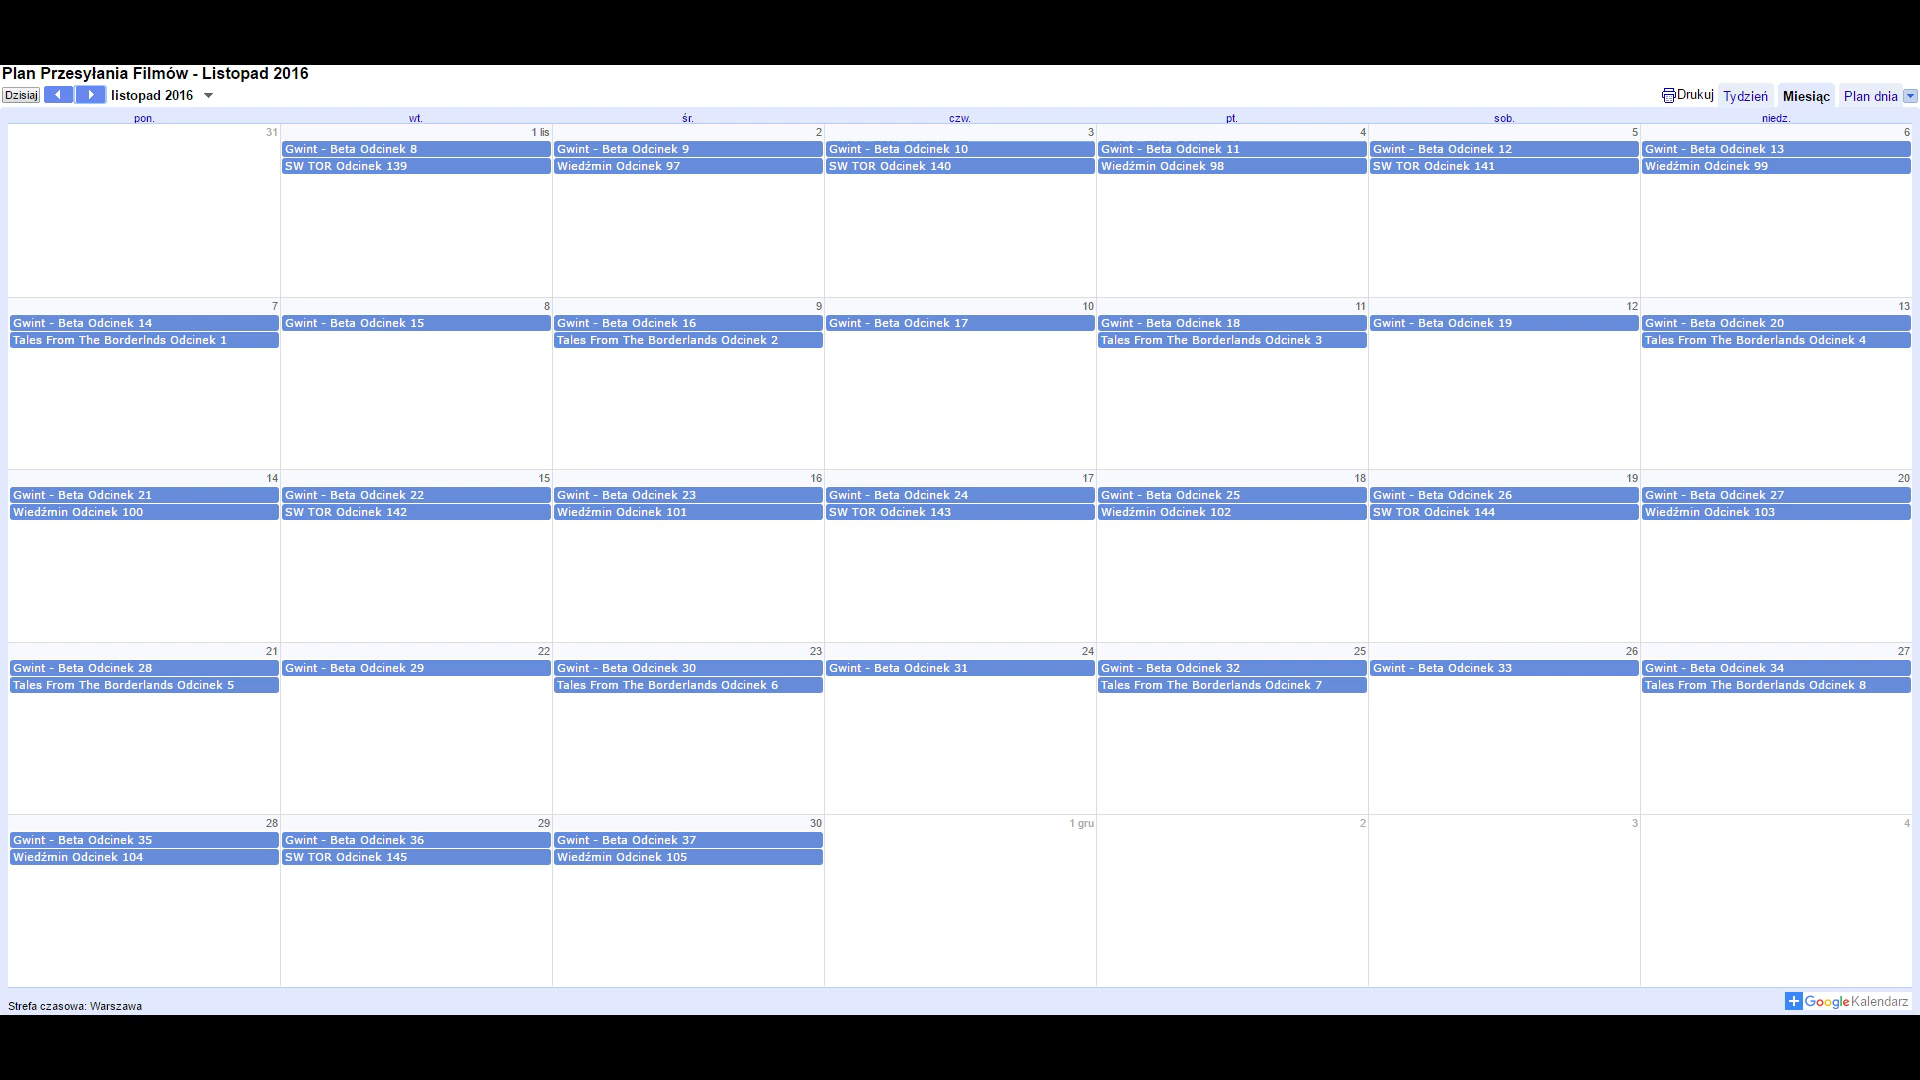 Plan Przesyłania Filmów - Listopad 2016
Dzisiaj listopad 2016 Drukuj Tydzień Miesiąc Plan dnia
pon. wt. śr. czw. pt. sob. niedz.
31 1 lis 2 3 4 5 6
Gwint - Beta Odcinek 8 Gwint - Beta Odcinek 9 Gwint - Beta Odcinek 10 Gwint - Beta Odcinek 11 Gwint - Beta Odcinek 12 Gwint - Beta Odcinek 13
SW TOR Odcinek 139 Wiedźmin Odcinek 97 SW TOR Odcinek 140 Wiedźmin Odcinek 98 SW TOR Odcinek 141 Wiedźmin Odcinek 99
7 8 9 10 11 12 13
Gwint - Beta Odcinek 14 Gwint - Beta Odcinek 15 Gwint - Beta Odcinek 16 Gwint - Beta Odcinek 17 Gwint - Beta Odcinek 18 Gwint - Beta Odcinek 19 Gwint - Beta Odcinek 20
Tales From The Borderlnds Odcinek 1 Tales From The Borderlands Odcinek 2 Tales From The Borderlands Odcinek 3 Tales From The Borderlands Odcinek 4
14 15 16 17 18 19 20
Gwint - Beta Odcinek 21 Gwint - Beta Odcinek 22 Gwint - Beta Odcinek 23 Gwint - Beta Odcinek 24 Gwint - Beta Odcinek 25 Gwint - Beta Odcinek 26 Gwint - Beta Odcinek 27
Wiedźmin Odcinek 100 SW TOR Odcinek 142 Wiedźmin Odcinek 101 SW TOR Odcinek 143 Wiedźmin Odcinek 102 SW TOR Odcinek 144 Wiedźmin Odcinek 103
21 22 23 24 25 26 27
Gwint - Beta Odcinek 28 Gwint - Beta Odcinek 29 Gwint - Beta Odcinek 30 Gwint - Beta Odcinek 31 Gwint - Beta Odcinek 32 Gwint - Beta Odcinek 33 Gwint - Beta Odcinek 34
Tales From The Borderlands Odcinek 5 Tales From The Borderlands Odcinek 6 Tales From The Borderlands Odcinek 7 Tales From The Borderlands Odcinek 8
28 29 30 1 gru 2 3 4
Gwint - Beta Odcinek 35 Gwint - Beta Odcinek 36 Gwint - Beta Odcinek 37
Wiedźmin Odcinek 104 SW TOR Odcinek 145 Wiedźmin Odcinek 105
Strefa czasowa: Warszawa Google Kalendarz